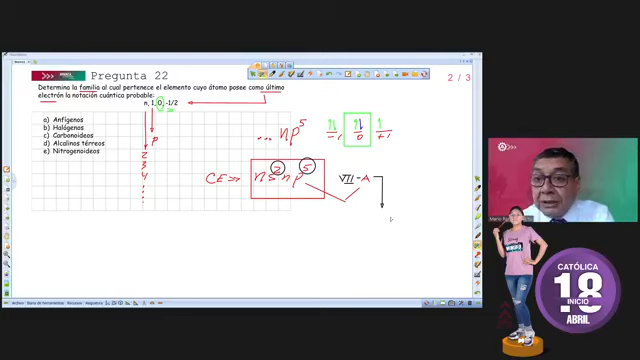 Pregunta 22
2 / 3
Determina la familia al cual pertenece el elemento cuyo átomo posee como último
electrón la notación cuántico probable:
n, 1, 0, -1/2
a) Anfígenos
b) Halógenos
c) Carbonoideos
d) Alcalinos térreos
e) Nitrogenoideos
p
2
3
4
... np⁵
-1 0 +1
CE >> ns² np⁵ VII-A
CATÓLICA
18
INICIO
ABRIL